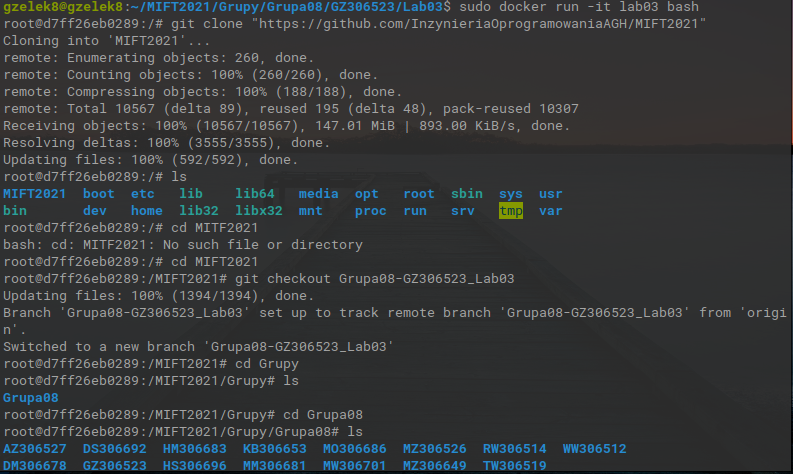 gzelek8@gzelek8:~/MIFT2021/Grupy/Grupa08/GZ306523/Lab03$ sudo docker run -it lab03 bash
root@d7ff26eb0289:/# git clone "https://github.com/InzynieriaOprogramowaniaAGH/MIFT2021"
Cloning into 'MIFT2021'...
remote: Enumerating objects: 260, done.
remote: Counting objects: 100% (260/260), done.
remote: Compressing objects: 100% (188/188), done.
remote: Total 10567 (delta 89), reused 195 (delta 48), pack-reused 10307
Receiving objects: 100% (10567/10567), 147.01 MiB | 893.00 KiB/s, done.
Resolving deltas: 100% (3555/3555), done.
Updating files: 100% (592/592), done.
root@d7ff26eb0289:/# ls
MIFT2021 boot etc lib lib64 media opt root sbin sys usr
bin dev home lib32 libx32 mnt proc run srv tmp var
root@d7ff26eb0289:/# cd MITF2021
bash: cd: MITF2021: No such file or directory
root@d7ff26eb0289:/# cd MIFT2021
root@d7ff26eb0289:/MIFT2021# git checkout Grupa08-GZ306523_Lab03
Updating files: 100% (1394/1394), done.
Branch 'Grupa08-GZ306523_Lab03' set up to track remote branch 'Grupa08-GZ306523_Lab03' from 'origi
n'.
Switched to a new branch 'Grupa08-GZ306523_Lab03'
root@d7ff26eb0289:/MIFT2021# cd Grupy
root@d7ff26eb0289:/MIFT2021/Grupy# ls
Grupa08
root@d7ff26eb0289:/MIFT2021/Grupy# cd Grupa08
root@d7ff26eb0289:/MIFT2021/Grupy/Grupa08# ls
AZ306527 DS306692 HM306683 KB306653 MO306686 MZ306526 RW306514 WW306512
DM306678 GZ306523 HS306696 MM306681 MW306701 MZ306649 TW306519